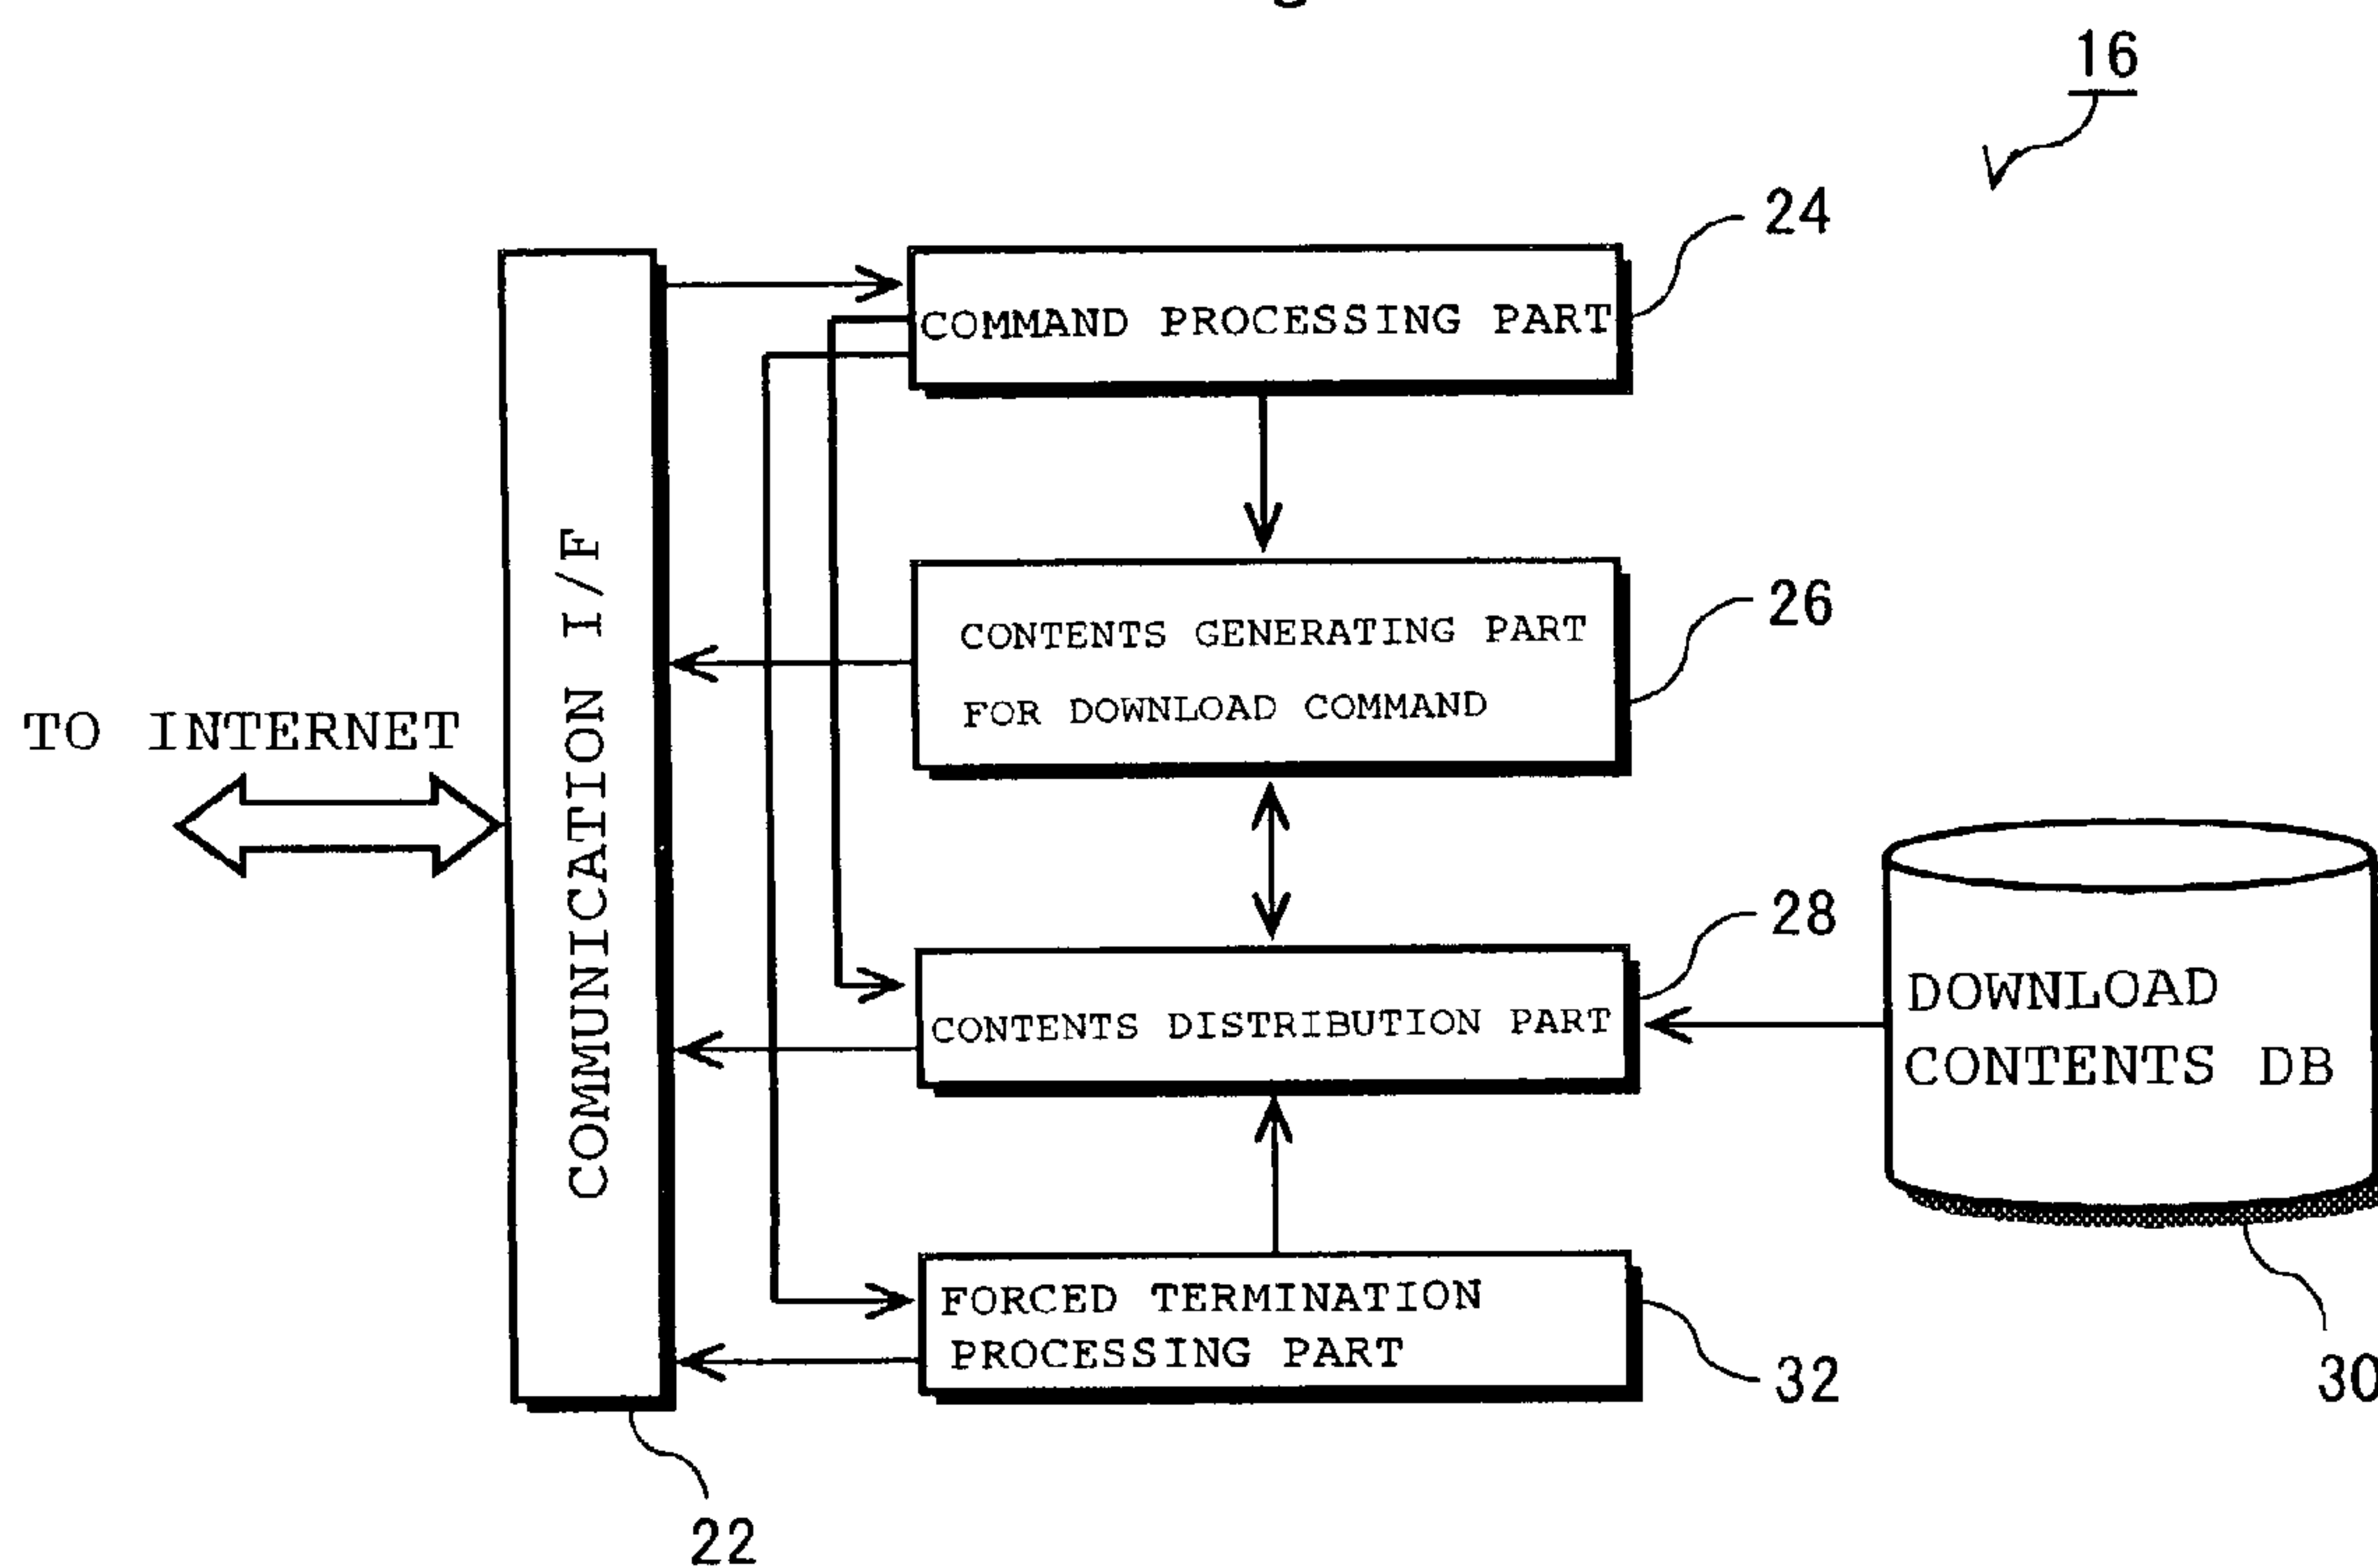 16
24
COMMAND PROCESSING PART
26
CONTENTS GENERATING PART
FOR DOWNLOAD COMMAND
TO INTERNET
COMMUNICATION I/F
28
CONTENTS DISTRIBUTION PART
DOWNLOAD
CONTENTS DB
FORCED TERMINATION
PROCESSING PART
32
30
22